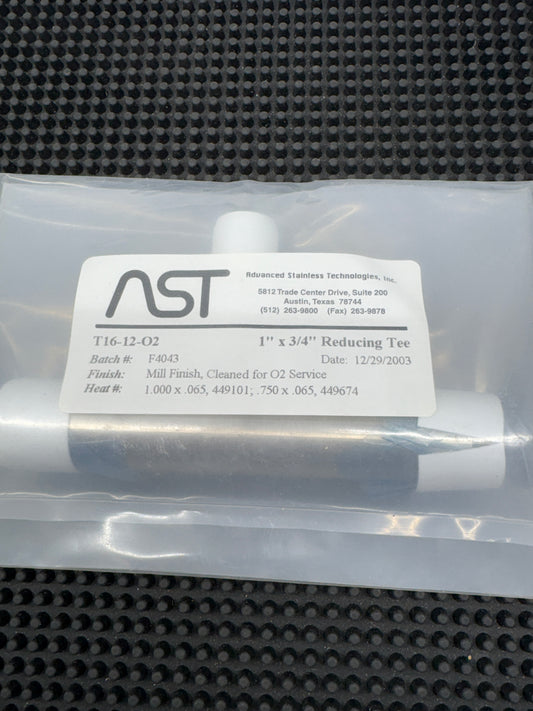 AST
Advanced Stainless Technologies, Inc.
5812 Trade Center Drive, Suite 200
Austin, Texas 78744
(512) 263-9800 (Fax) 263-9878
T16-12-O2 1" x 3/4" Reducing Tee
Batch #: F4043 Date: 12/29/2003
Finish: Mill Finish, Cleaned for O2 Service
Heat #: 1.000 x .065, 449101; .750 x .065, 449674